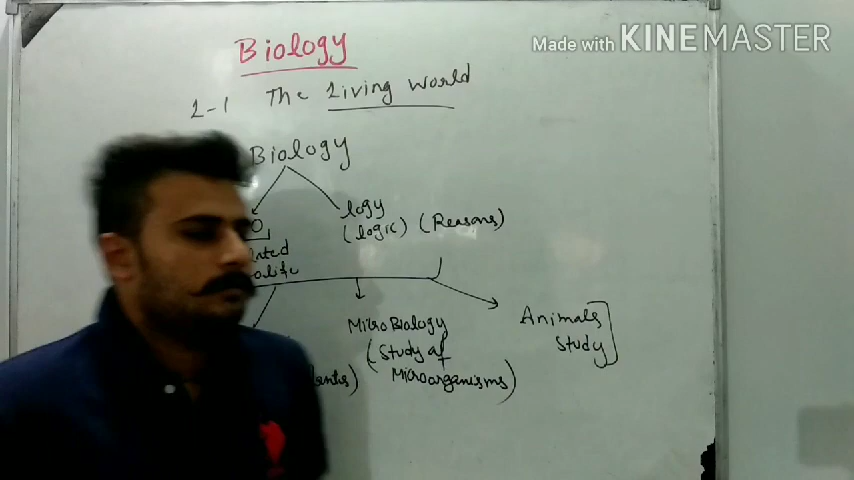 Made with KINEMASTER
Biology
1-1 The Living World
Biology
logy
(logic) (Reasons)
MicroBiology
(Study of
Microorganisms)
Animals
study